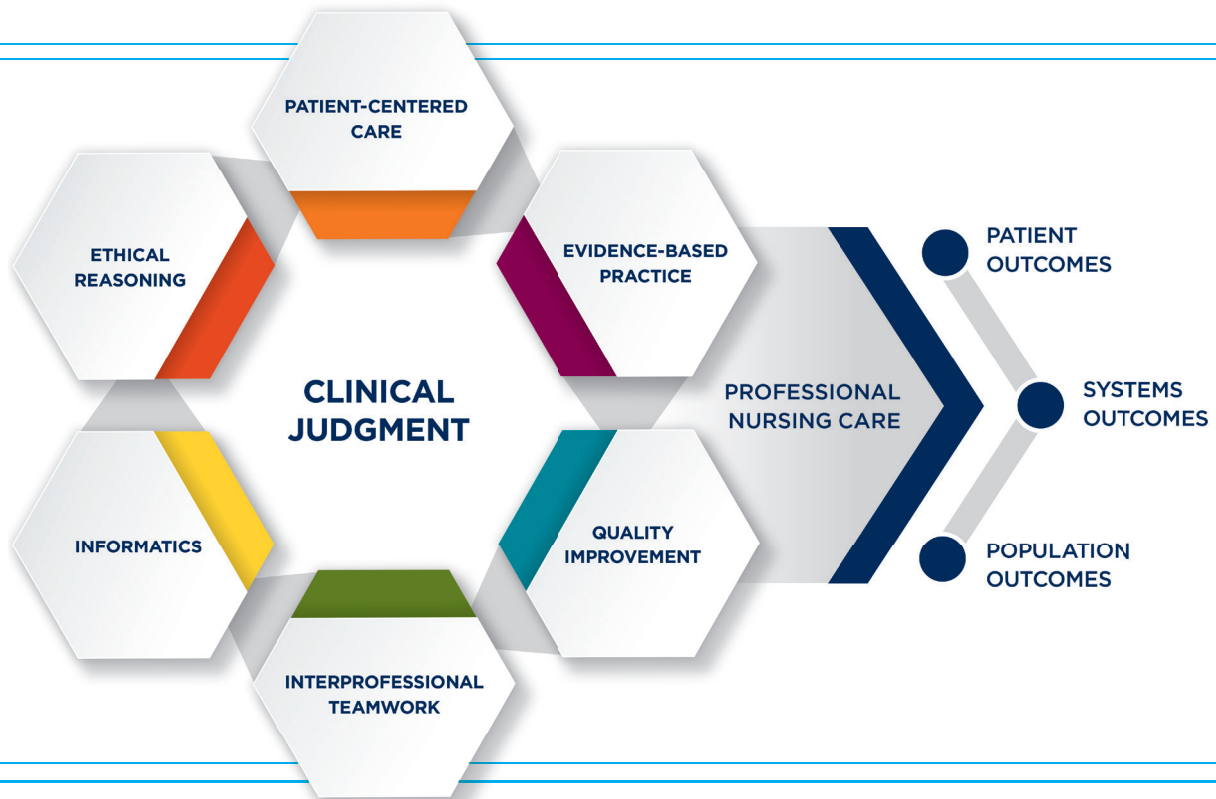 PATIENT-CENTERED
CARE
ETHICAL
REASONING
EVIDENCE-BASED
PRACTICE
CLINICAL
JUDGMENT
INFORMATICS
QUALITY
IMPROVEMENT
INTERPROFESSIONAL
TEAMWORK
PROFESSIONAL
NURSING CARE
PATIENT
OUTCOMES
SYSTEMS
OUTCOMES
POPULATION
OUTCOMES